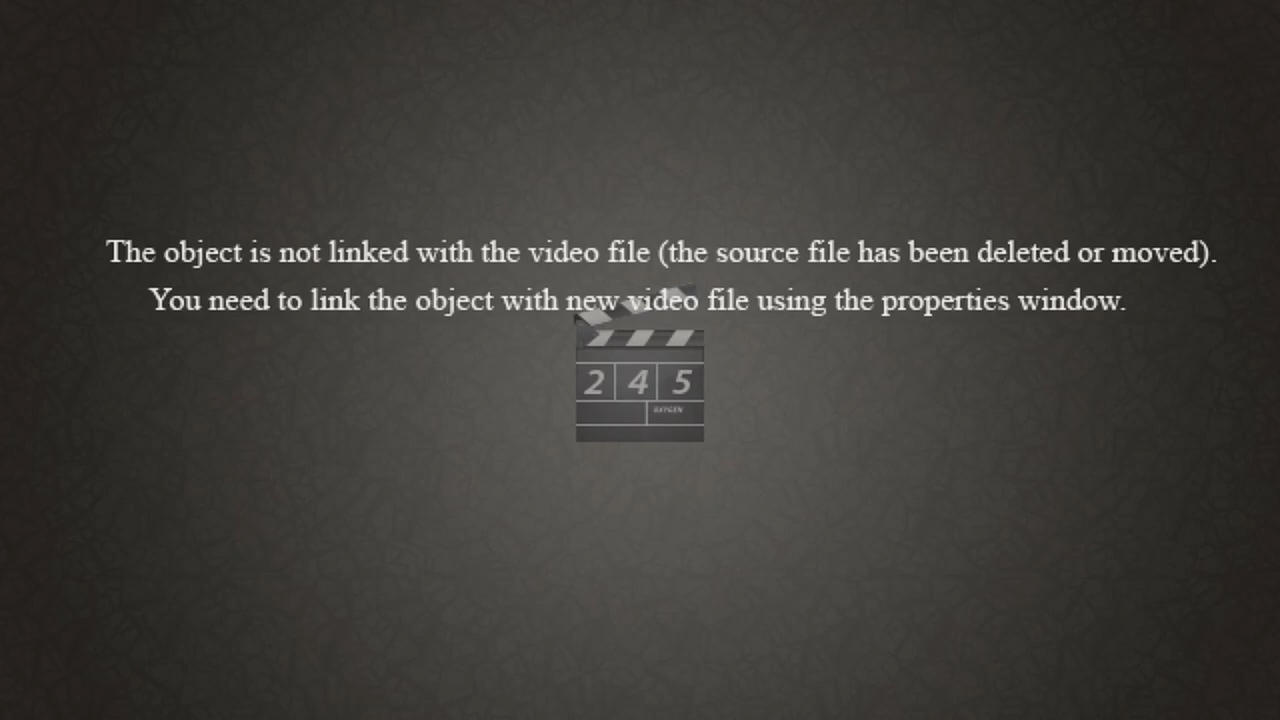 The object is not linked with the video file (the source file has been deleted or moved).
You need to link the object with new video file using the properties window.
2 4 5
OXYGEN